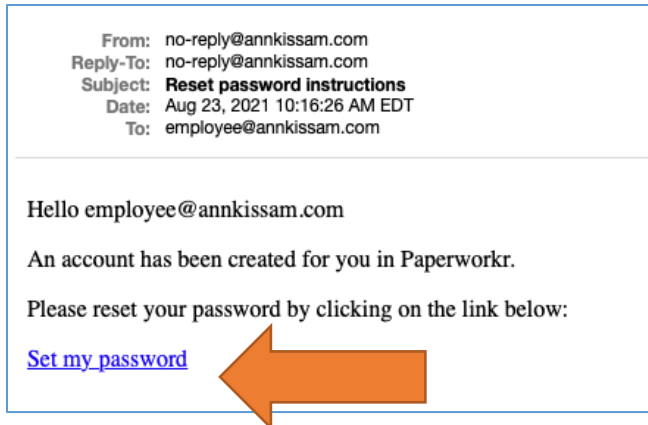 From: no-reply@annkissam.com
Reply-To: no-reply@annkissam.com
Subject: Reset password instructions
Date: Aug 23, 2021 10:16:26 AM EDT
To: employee@annkissam.com
Hello employee@annkissam.com
An account has been created for you in Paperworkr.
Please reset your password by clicking on the link below:
Set my password